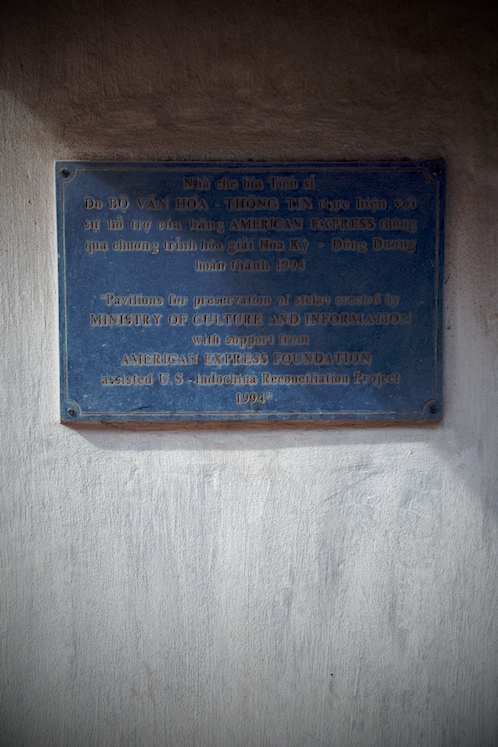 Nhà che bia Tiến sĩ
Do BỘ VĂN HÓA - THÔNG TIN thực hiện với
sự hỗ trợ của hãng AMERICAN EXPRESS thông
qua chương trình hòa giải Hoa Kỳ - Đông Dương
hoàn thành 1994
"Pavilions for preservation of stelae erected by
MINISTRY OF CULTURE AND INFORMATION
with support from
AMERICAN EXPRESS FOUNDATION
assisted U.S - Indochina Reconciliation Project
1994"